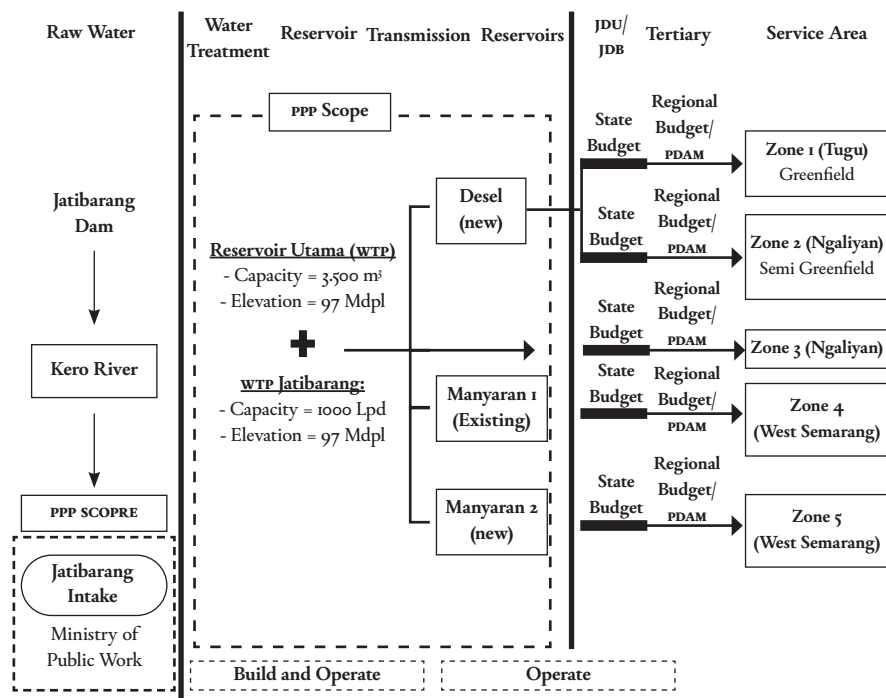 Raw Water
Water
Treatment
Reservoir
Transmission
Reservoirs
JDU/
JDB
Tertiary
Service Area
Jatibarang
Dam
Kero River
PPP SCOPRE
Jatibarang
Intake
Ministry of
Public Work
PPP Scope
Reservoir Utama (WTP)
- Capacity = 3.500 m³
- Elevation = 97 Mdpl
WTP Jatibarang:
- Capacity = 1000 Lpd
- Elevation = 97 Mdpl
Desel
(new)
Manyaran 1
(Existing)
Manyaran 2
(new)
Build and Operate
Operate
State
Budget
Regional
Budget/
PDAM
Zone 1 (Tugu)
Greenfield
State
Budget
Regional
Budget/
PDAM
Zone 2 (Ngaliyan)
Semi Greenfield
State
Budget
Regional
Budget/
PDAM
Zone 3 (Ngaliyan)
State
Budget
Regional
Budget/
PDAM
Zone 4
(West Semarang)
State
Budget
Regional
Budget/
PDAM
Zone 5
(West Semarang)